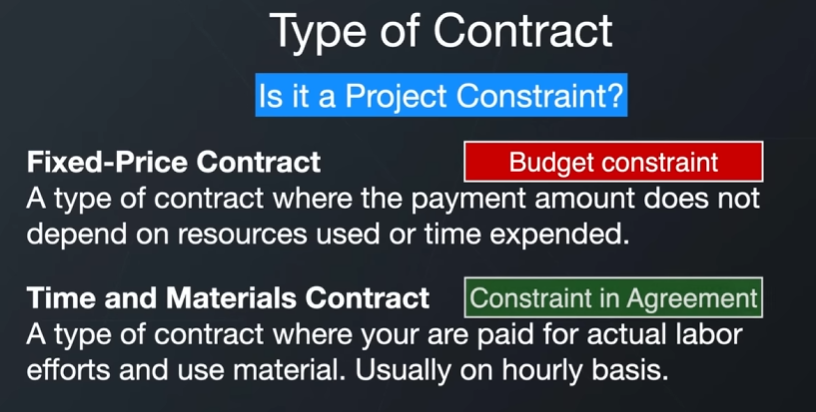 Type of Contract
Is it a Project Constraint?
Fixed-Price Contract
Budget constraint
A type of contract where the payment amount does not
depend on resources used or time expended.
Time and Materials Contract
Constraint in Agreement
A type of contract where your are paid for actual labor
efforts and use material. Usually on hourly basis.